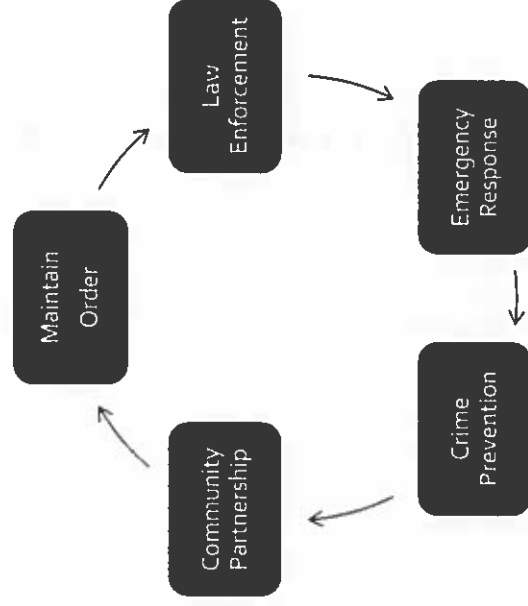 Maintain
Order
Law
Enforcement
Emergency
Response
Crime
Prevention
Community
Partnership